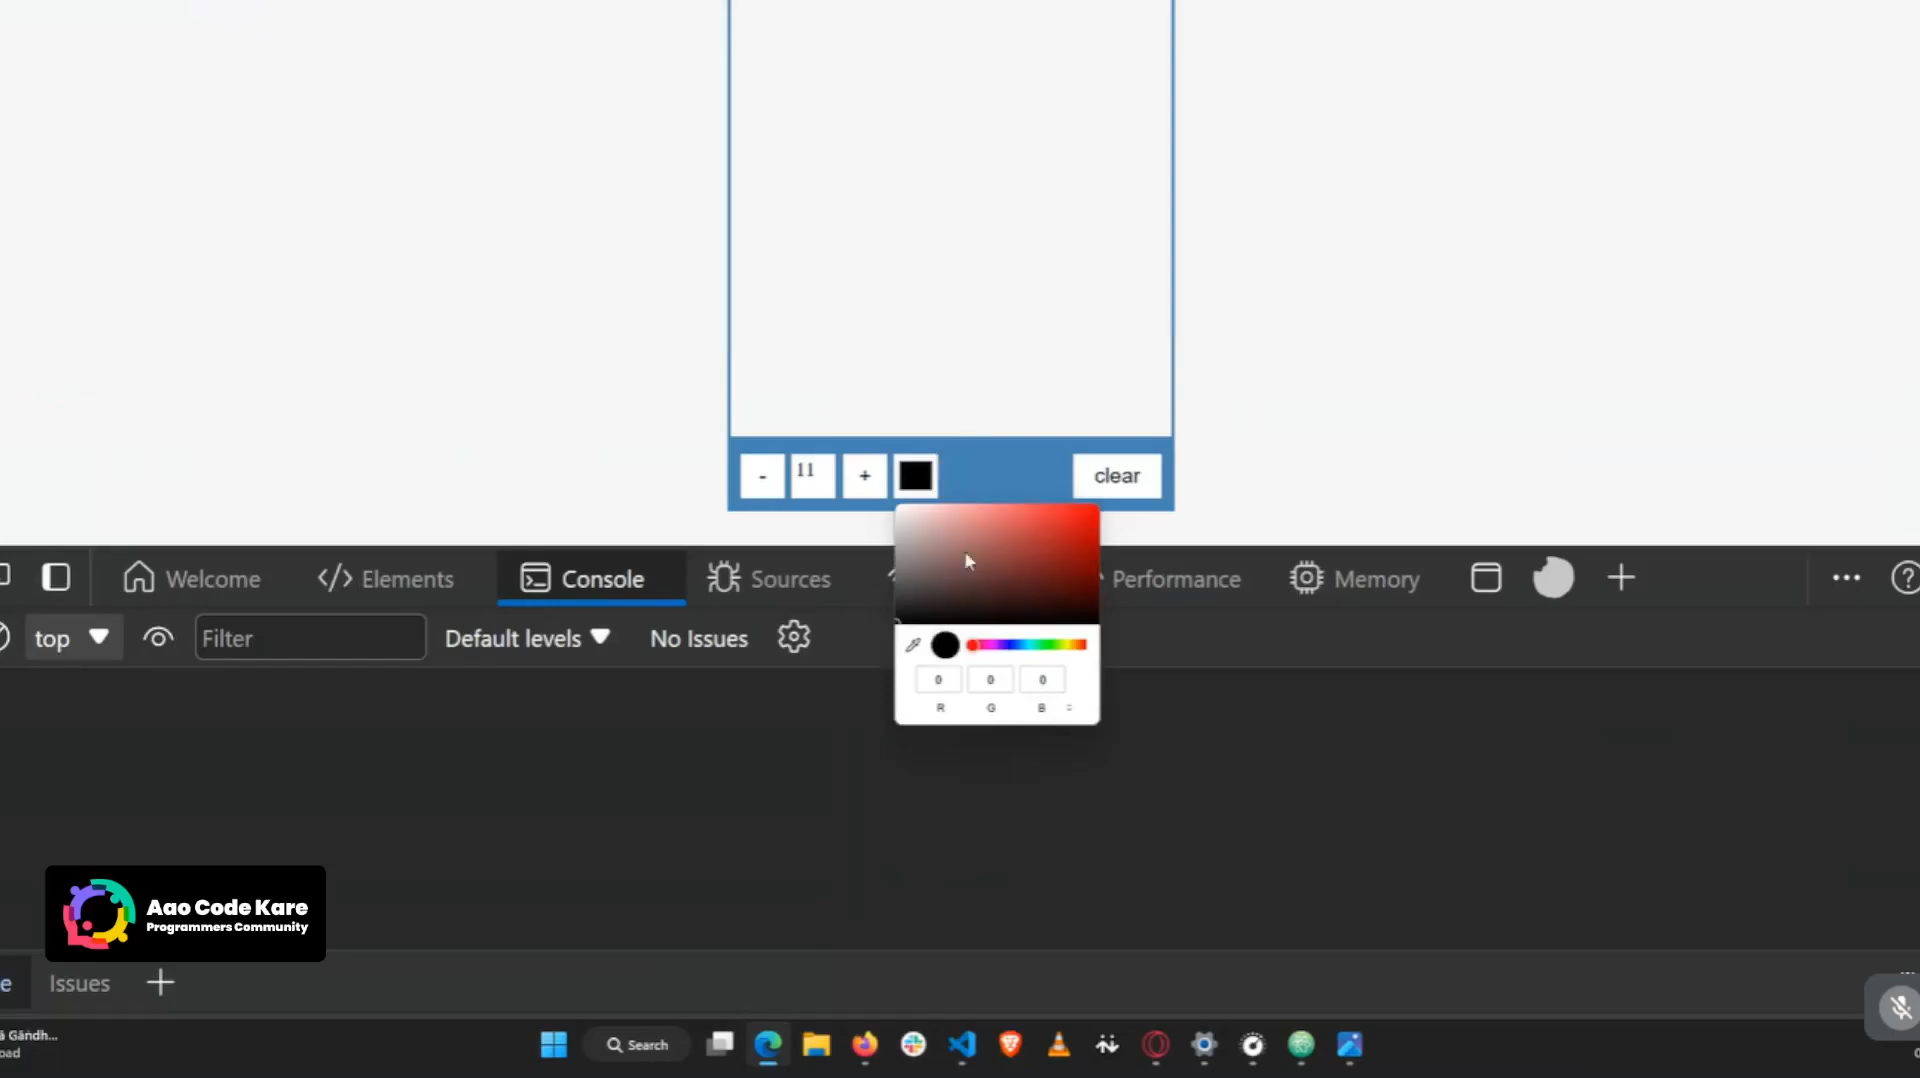 - 11 + clear
Welcome Elements Console Sources Performance Memory
top Filter Default levels No Issues
0 0 0
R G B
Aao Code Kare
Programmers Community
e Issues
Search